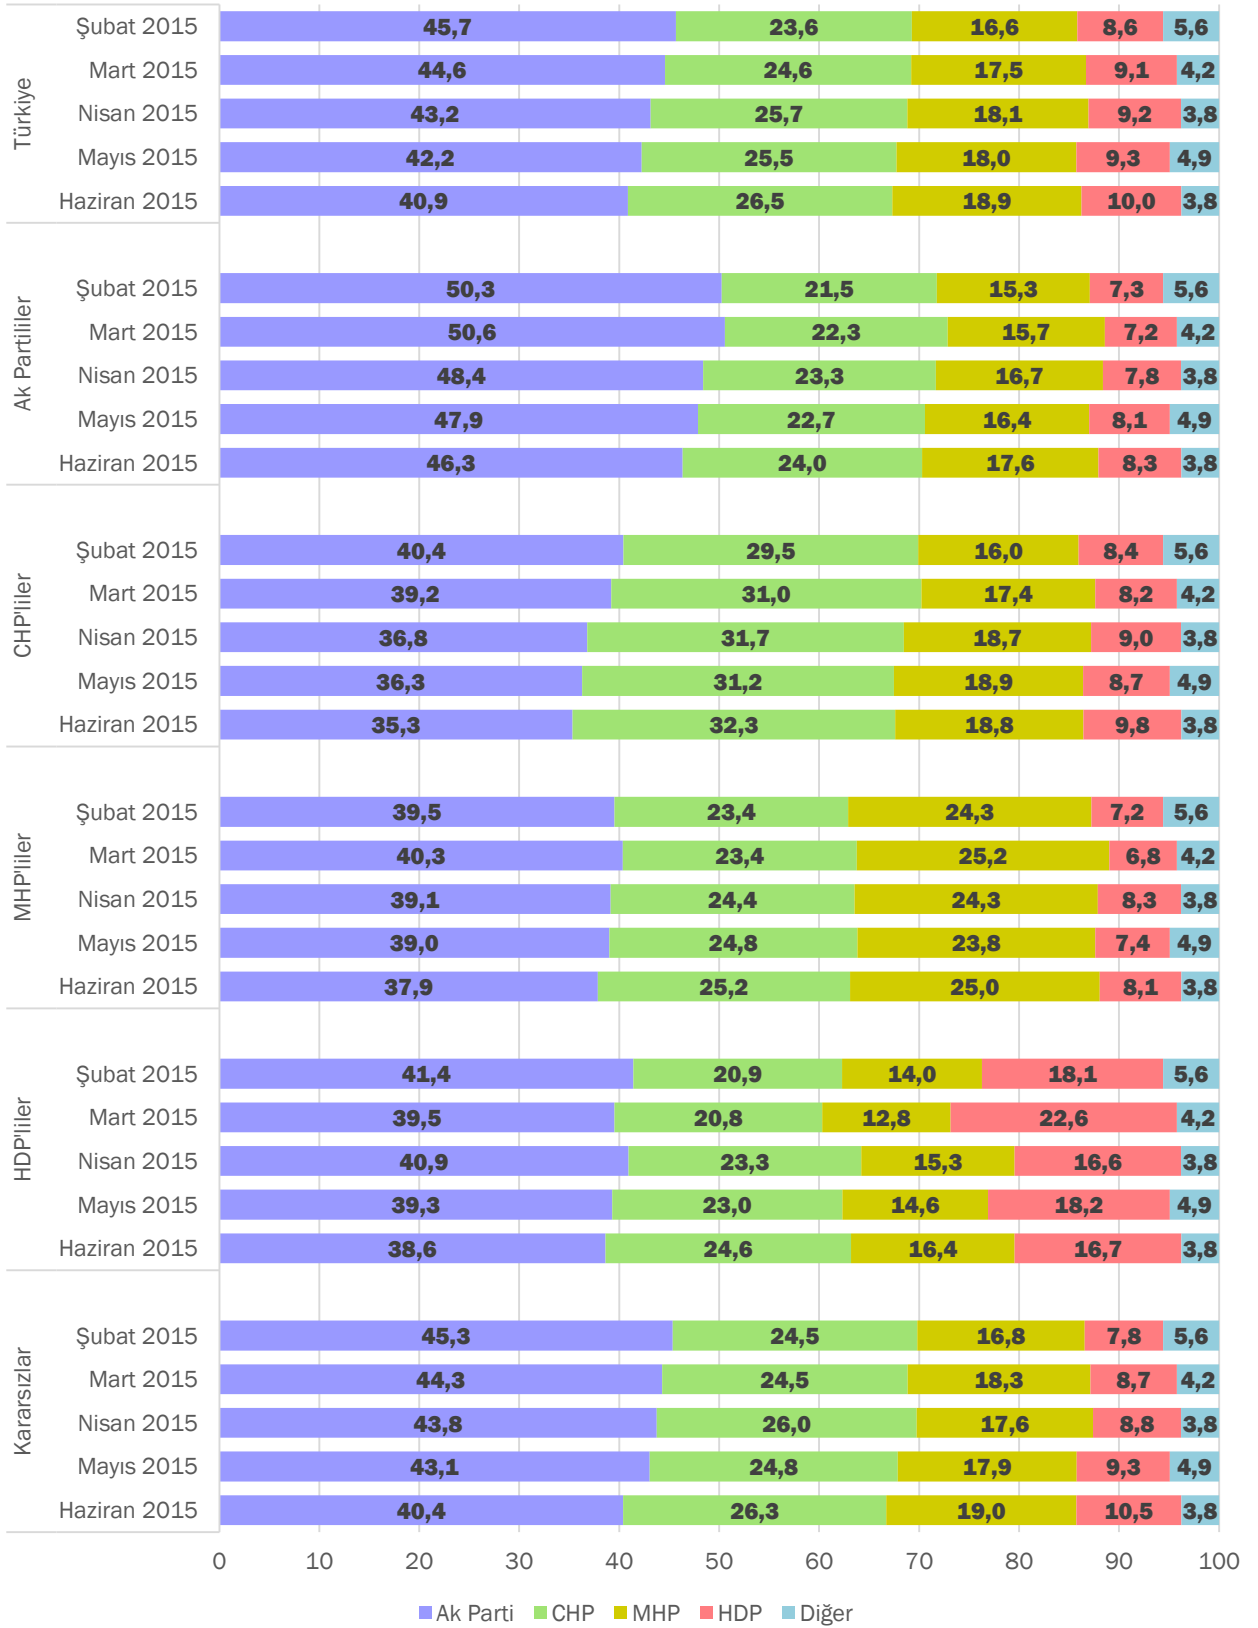 Türkiye
Şubat 2015 45,7 23,6 16,6 8,6 5,6
Mart 2015 44,6 24,6 17,5 9,1 4,2
Nisan 2015 43,2 25,7 18,1 9,2 3,8
Mayıs 2015 42,2 25,5 18,0 9,3 4,9
Haziran 2015 40,9 26,5 18,9 10,0 3,8
Ak Partililer
Şubat 2015 50,3 21,5 15,3 7,3 5,6
Mart 2015 50,6 22,3 15,7 7,2 4,2
Nisan 2015 48,4 23,3 16,7 7,8 3,8
Mayıs 2015 47,9 22,7 16,4 8,1 4,9
Haziran 2015 46,3 24,0 17,6 8,3 3,8
CHP'liler
Şubat 2015 40,4 29,5 16,0 8,4 5,6
Mart 2015 39,2 31,0 17,4 8,2 4,2
Nisan 2015 36,8 31,7 18,7 9,0 3,8
Mayıs 2015 36,3 31,2 18,9 8,7 4,9
Haziran 2015 35,3 32,3 18,8 9,8 3,8
MHP'liler
Şubat 2015 39,5 23,4 24,3 7,2 5,6
Mart 2015 40,3 23,4 25,2 6,8 4,2
Nisan 2015 39,1 24,4 24,3 8,3 3,8
Mayıs 2015 39,0 24,8 23,8 7,4 4,9
Haziran 2015 37,9 25,2 25,0 8,1 3,8
HDP'liler
Şubat 2015 41,4 20,9 14,0 18,1 5,6
Mart 2015 39,5 20,8 12,8 22,6 4,2
Nisan 2015 40,9 23,3 15,3 16,6 3,8
Mayıs 2015 39,3 23,0 14,6 18,2 4,9
Haziran 2015 38,6 24,6 16,4 16,7 3,8
Kararsızlar
Şubat 2015 45,3 24,5 16,8 7,8 5,6
Mart 2015 44,3 24,5 18,3 8,7 4,2
Nisan 2015 43,8 26,0 17,6 8,8 3,8
Mayıs 2015 43,1 24,8 17,9 9,3 4,9
Haziran 2015 40,4 26,3 19,0 10,5 3,8
0 10 20 30 40 50 60 70 80 90 100
Ak Parti CHP MHP HDP Diğer